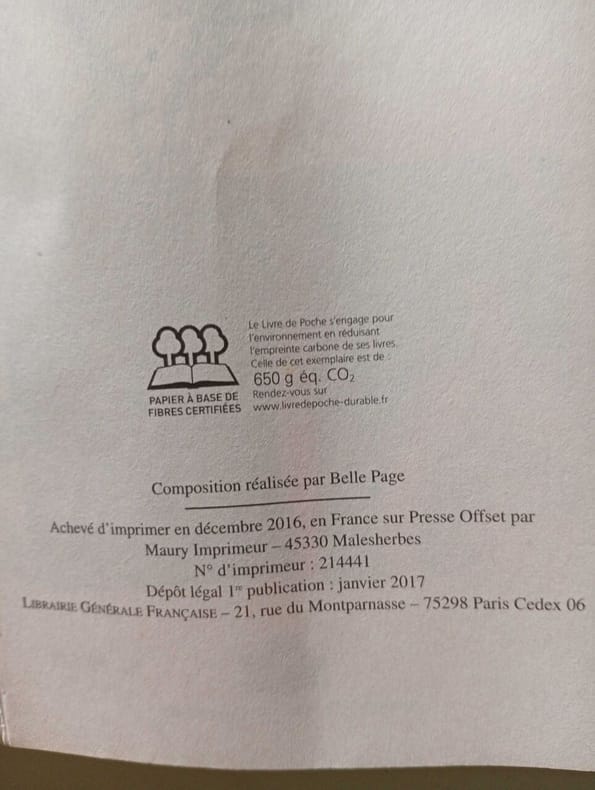 Le Livre de Poche s'engage pour
l'environnement en réduisant
l'empreinte carbone de ses livres.
Celle de cet exemplaire est de :
650 g éq. CO₂
Rendez-vous sur
www.livredepoche-durable.fr
PAPIER À BASE DE
FIBRES CERTIFIÉES
Composition réalisée par Belle Page
Achevé d'imprimer en décembre 2016, en France sur Presse Offset par
Maury Imprimeur – 45330 Malesherbes
N° d'imprimeur : 214441
Dépôt légal 1re publication : janvier 2017
LIBRAIRIE GÉNÉRALE FRANÇAISE – 21, rue du Montparnasse – 75298 Paris Cedex 06